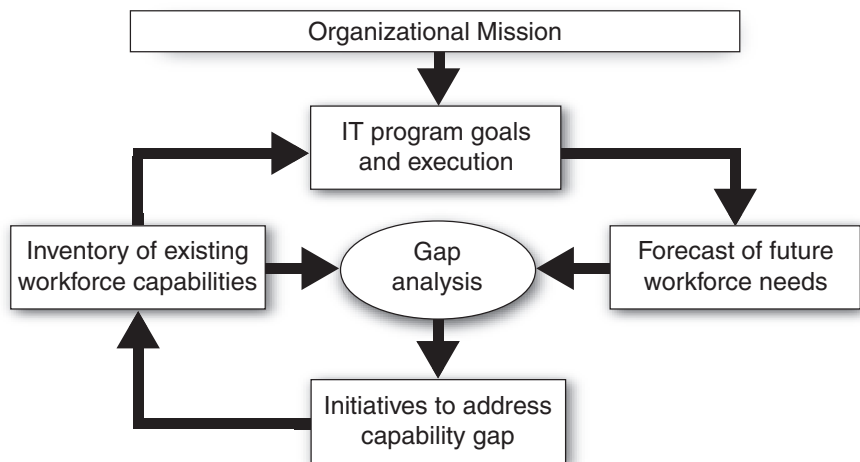 Organizational Mission
IT program goals
and execution
Inventory of existing
workforce capabilities
Gap
analysis
Forecast of future
workforce needs
Initiatives to address
capability gap